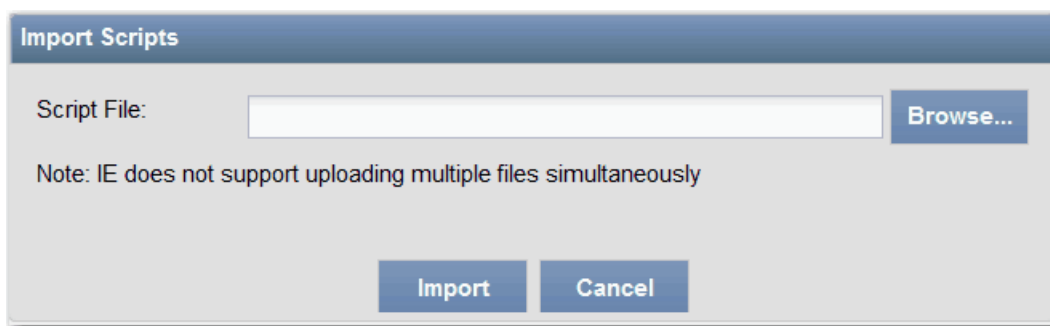 Import Scripts
Script File:
Browse...
Note: IE does not support uploading multiple files simultaneously
Import
Cancel